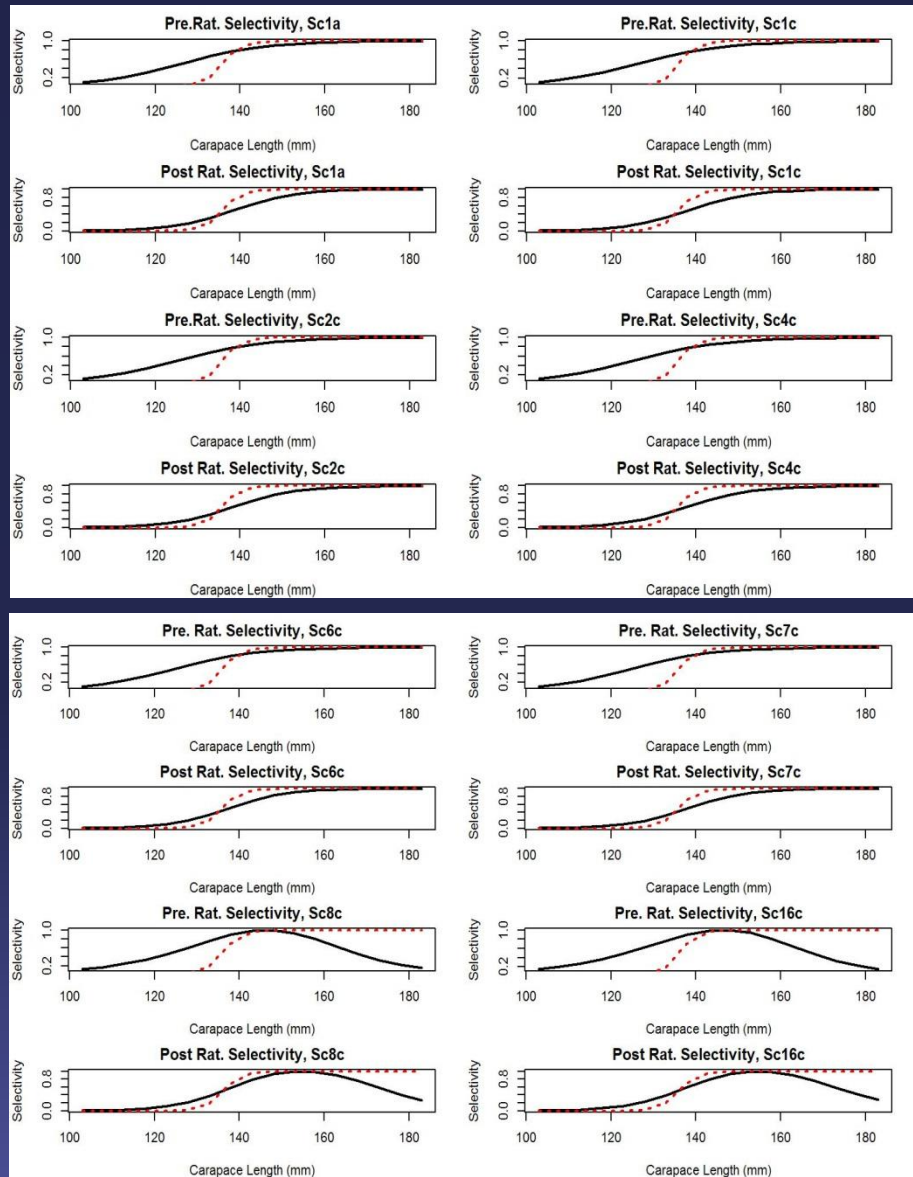 Pre.Rat. Selectivity, Sc1a
Selectivity
0.2 1.0
100 120 140 160 180
Carapace Length (mm)
Pre.Rat. Selectivity, Sc1c
Selectivity
0.2 1.0
100 120 140 160 180
Carapace Length (mm)
Post Rat. Selectivity, Sc1a
Selectivity
0.0 0.8
100 120 140 160 180
Carapace Length (mm)
Post Rat. Selectivity, Sc1c
Selectivity
0.0 0.8
100 120 140 160 180
Carapace Length (mm)
Pre.Rat. Selectivity, Sc2c
Selectivity
0.2 1.0
100 120 140 160 180
Carapace Length (mm)
Pre.Rat. Selectivity, Sc4c
Selectivity
0.2 1.0
100 120 140 160 180
Carapace Length (mm)
Post Rat. Selectivity, Sc2c
Selectivity
0.0 0.8
100 120 140 160 180
Carapace Length (mm)
Post Rat. Selectivity, Sc4c
Selectivity
0.0 0.8
100 120 140 160 180
Carapace Length (mm)
Pre. Rat. Selectivity, Sc6c
Selectivity
0.2 1.0
100 120 140 160 180
Carapace Length (mm)
Pre. Rat. Selectivity, Sc7c
Selectivity
0.2 1.0
100 120 140 160 180
Carapace Length (mm)
Post Rat. Selectivity, Sc6c
Selectivity
0.0 0.8
100 120 140 160 180
Carapace Length (mm)
Post Rat. Selectivity, Sc7c
Selectivity
0.0 0.8
100 120 140 160 180
Carapace Length (mm)
Pre. Rat. Selectivity, Sc8c
Selectivity
0.2 1.0
100 120 140 160 180
Carapace Length (mm)
Pre. Rat. Selectivity, Sc16c
Selectivity
0.2 1.0
100 120 140 160 180
Carapace Length (mm)
Post Rat. Selectivity, Sc8c
Selectivity
0.0 0.8
100 120 140 160 180
Carapace Length (mm)
Post Rat. Selectivity, Sc16c
Selectivity
0.0 0.8
100 120 140 160 180
Carapace Length (mm)